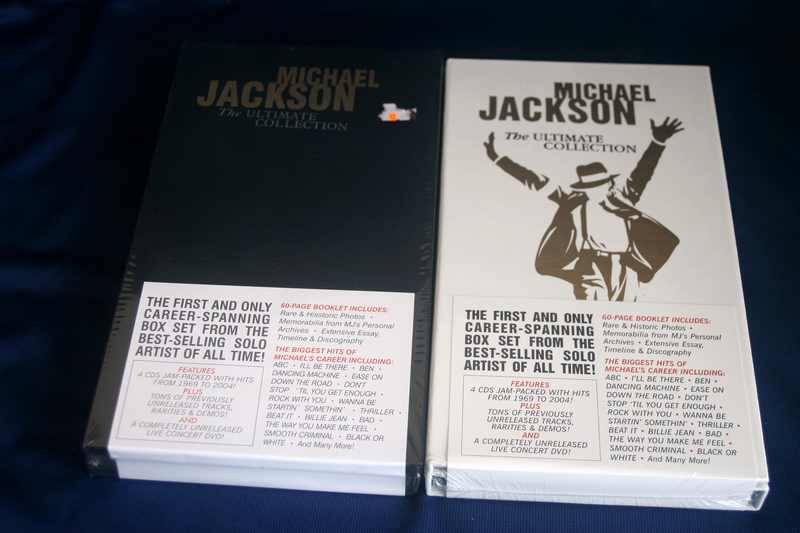 MICHAEL
JACKSON
The ULTIMATE
COLLECTION
THE FIRST AND ONLY
CAREER-SPANNING
BOX SET FROM THE
BEST-SELLING SOLO
ARTIST OF ALL TIME!
FEATURES
4 CDS JAM-PACKED WITH HITS
FROM 1969 TO 2004!
PLUS
TONS OF PREVIOUSLY
UNRELEASED TRACKS,
RARITIES & DEMOS!
AND
A COMPLETELY UNRELEASED
LIVE CONCERT DVD!
60-PAGE BOOKLET INCLUDES:
Rare & Historic Photos •
Memorabilia from MJ's Personal
Archives • Extensive Essay,
Timeline & Discography
THE BIGGEST HITS OF
MICHAEL'S CAREER INCLUDING:
ABC • I'LL BE THERE • BEN •
DANCING MACHINE • EASE ON
DOWN THE ROAD • DON'T
STOP 'TIL YOU GET ENOUGH •
ROCK WITH YOU • WANNA BE
STARTIN' SOMETHIN' • THRILLER •
BEAT IT • BILLIE JEAN • BAD •
THE WAY YOU MAKE ME FEEL •
SMOOTH CRIMINAL • BLACK OR
WHITE • And Many More!
MICHAEL
JACKSON
The ULTIMATE
COLLECTION
THE FIRST AND ONLY
CAREER-SPANNING
BOX SET FROM THE
BEST-SELLING SOLO
ARTIST OF ALL TIME!
FEATURES
4 CDS JAM-PACKED WITH HITS
FROM 1969 TO 2004!
PLUS
TONS OF PREVIOUSLY
UNRELEASED TRACKS,
RARITIES & DEMOS!
AND
A COMPLETELY UNRELEASED
LIVE CONCERT DVD!
60-PAGE BOOKLET INCLUDES:
Rare & Historic Photos •
Memorabilia from MJ's Personal
Archives • Extensive Essay,
Timeline & Discography
THE BIGGEST HITS OF
MICHAEL'S CAREER INCLUDING:
ABC • I'LL BE THERE • BEN •
DANCING MACHINE • EASE ON
DOWN THE ROAD • DON'T
STOP 'TIL YOU GET ENOUGH •
ROCK WITH YOU • WANNA BE
STARTIN' SOMETHIN' • THRILLER •
BEAT IT • BILLIE JEAN • BAD •
THE WAY YOU MAKE ME FEEL •
SMOOTH CRIMINAL • BLACK OR
WHITE • And Many More!